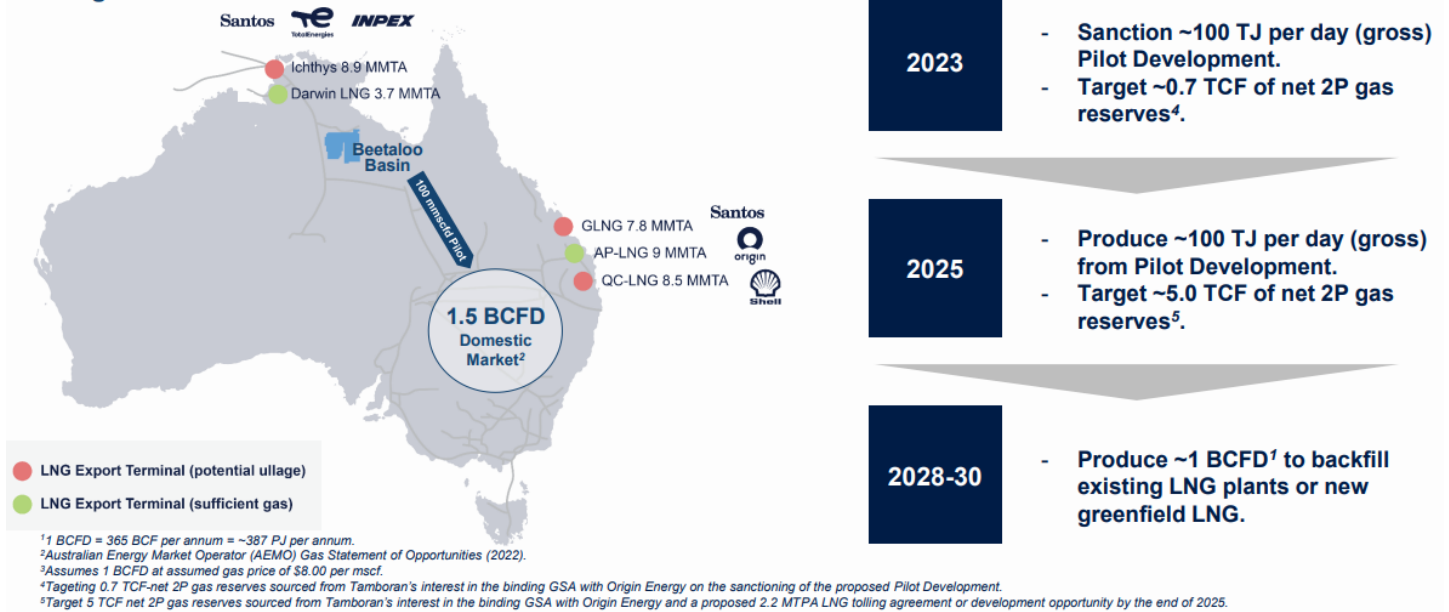 Santos
TotalEnergies
INPEX
Ichthys 8.9 MMTA
Darwin LNG 3.7 MMTA
Beetaloo
Basin
100 mmscfd Pilot
Santos
GLNG 7.8 MMTA
AP-LNG 9 MMTA
origin
QC-LNG 8.5 MMTA
Shell
1.5 BCFD
Domestic
Market²
LNG Export Terminal (potential ullage)
LNG Export Terminal (sufficient gas)
2023
- Sanction ~100 TJ per day (gross)
Pilot Development.
- Target ~0.7 TCF of net 2P gas
reserves⁴.
2025
- Produce ~100 TJ per day (gross)
from Pilot Development.
- Target ~5.0 TCF of net 2P gas
reserves⁵.
2028-30
- Produce ~1 BCFD¹ to backfill
existing LNG plants or new
greenfield LNG.
¹1 BCFD = 365 BCF per annum = ~387 PJ per annum.
²Australian Energy Market Operator (AEMO) Gas Statement of Opportunities (2022).
³Assumes 1 BCFD at assumed gas price of $8.00 per mscf.
⁴Tageting 0.7 TCF-net 2P gas reserves sourced from Tamboran's interest in the binding GSA with Origin Energy on the sanctioning of the proposed Pilot Development.
⁵Target 5 TCF net 2P gas reserves sourced from Tamboran's interest in the binding GSA with Origin Energy and a proposed 2.2 MTPA LNG tolling agreement or development opportunity by the end of 2025.